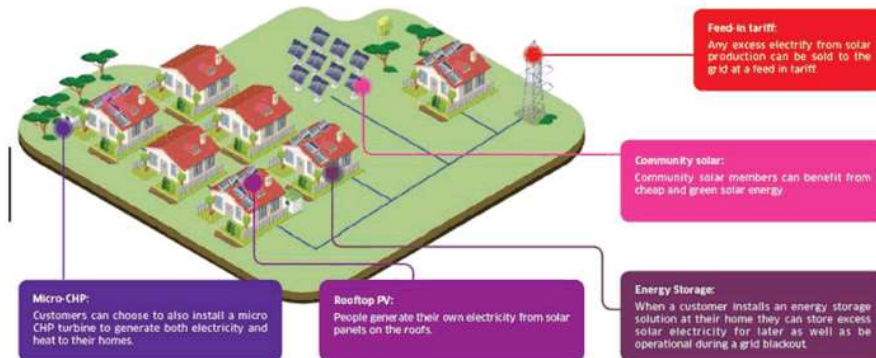 Feed-in tariff:
Any excess electrify from solar
production can be sold to the
grid at a feed in tariff
Community solar:
Community solar members can benefit from
cheap and green solar energy
Micro-CHP:
Customers can choose to also install a micro
CHP turbine to generate both electricity and
heat to their homes.
Rooftop PV:
People generate their own electricity from solar
panels on the roofs.
Energy Storage:
When a customer installs an energy storage
solution at their home they can store excess
solar electricity for later as well as be
operational during a grid blackout